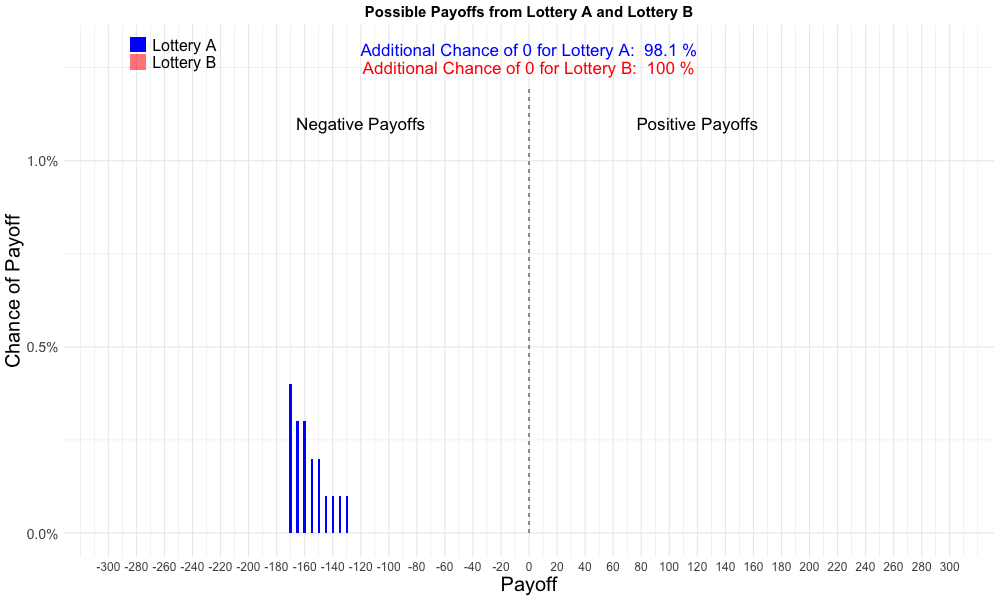 Possible Payoffs from Lottery A and Lottery B
Lottery A
Lottery B
Additional Chance of 0 for Lottery A:  98.1 %
Additional Chance of 0 for Lottery B:  100 %
Negative Payoffs
Positive Payoffs
Chance of Payoff
1.0%
0.5%
0.0%
-300 -280 -260 -240 -220 -200 -180 -160 -140 -120 -100 -80 -60 -40 -20 0 20 40 60 80 100 120 140 160 180 200 220 240 260 280 300
Payoff